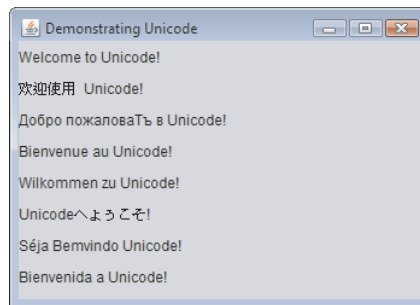 Demonstrating Unicode
Welcome to Unicode!
欢迎使用 Unicode!
Добро пожаловаТъ в Unicode!
Bienvenue au Unicode!
Wilkommen zu Unicode!
Unicodeへようこそ!
Séja Bemvindo Unicode!
Bienvenida a Unicode!